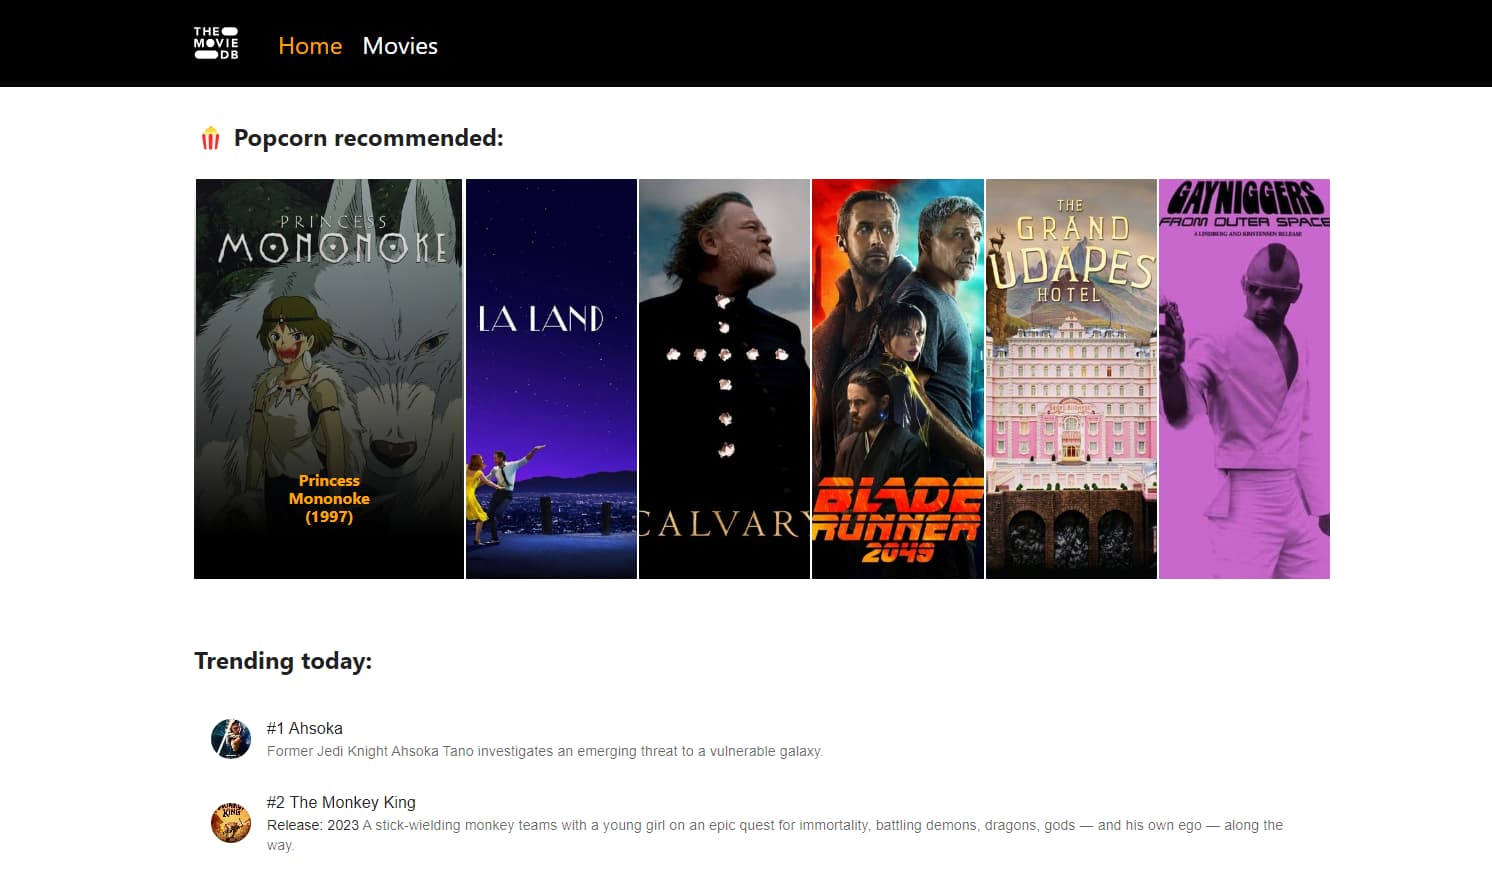 THE
MOVIE
DB
Home
Movies
Popcorn recommended:
PRINCESS
MONONOKE
Princess
Mononoke
(1997)
LA LAND
CALVARY
BLADE
RUNNER
2049
THE
GRAND
UDAPES
HOTEL
GAYNIGGERS
FROM OUTER SPACE
A LINDBERG AND KRISTENSEN RELEASE
Trending today:
#1 Ahsoka
Former Jedi Knight Ahsoka Tano investigates an emerging threat to a vulnerable galaxy.
KING
#2 The Monkey King
Release: 2023 A stick-wielding monkey teams with a young girl on an epic quest for immortality, battling demons, dragons, gods — and his own ego — along the
way.